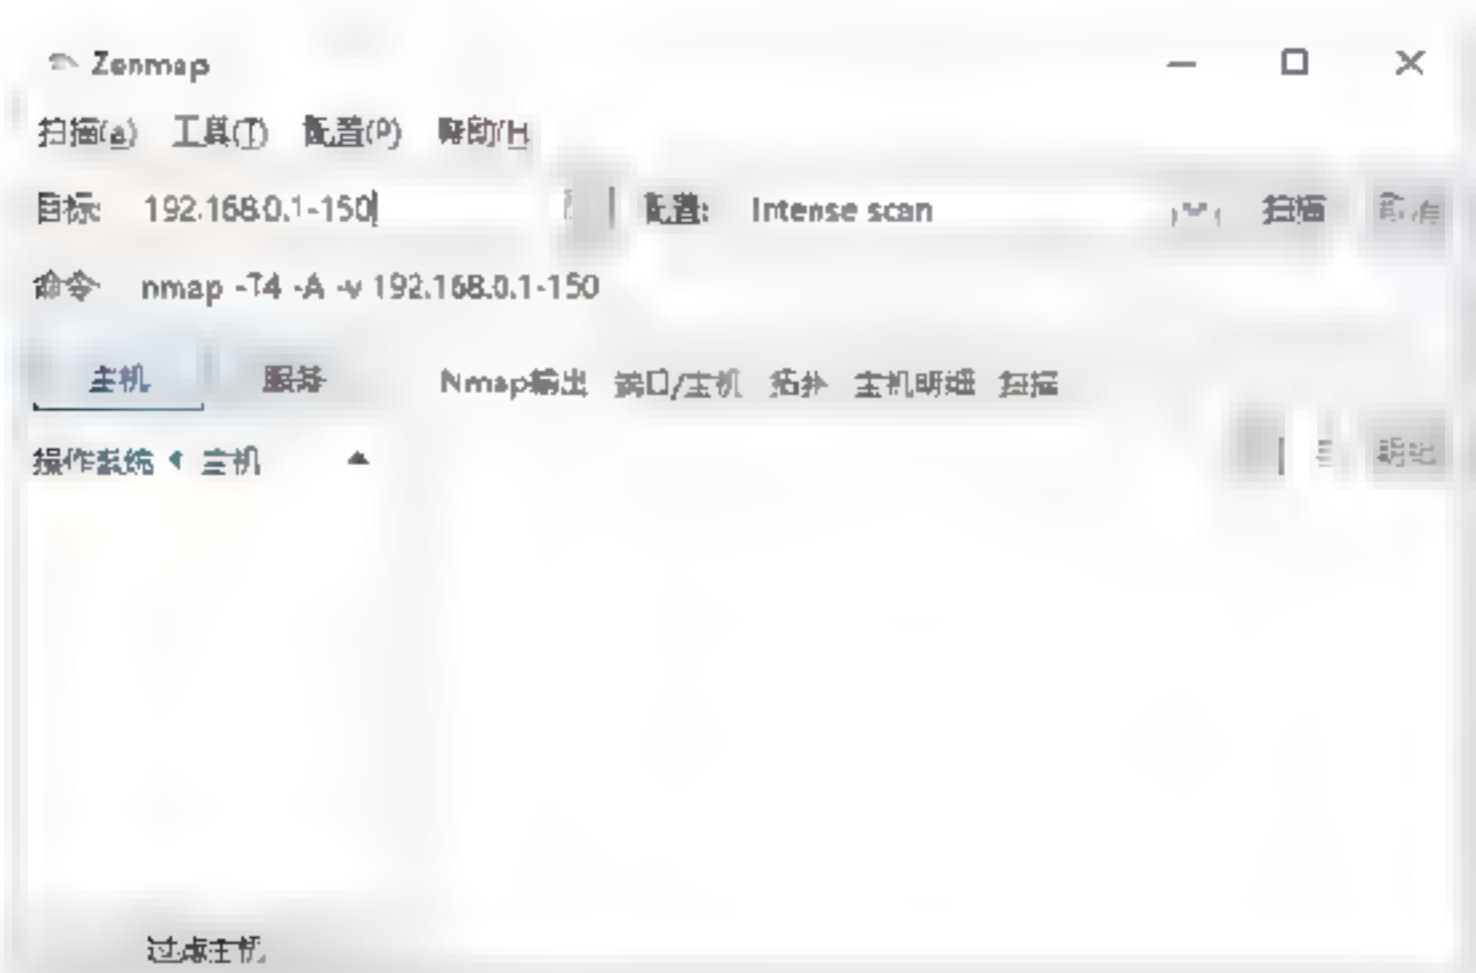 Zenmap
扫描(a) 工具(T) 配置(P) 帮助(H
目标: 192.168.0.1-150 配置: Intense scan 扫描
命令 nmap -T4 -A -v 192.168.0.1-150
主机 服务 Nmap输出 端口/主机 拓扑 主机明细 扫描
操作系统 主机 明细
过滤主机